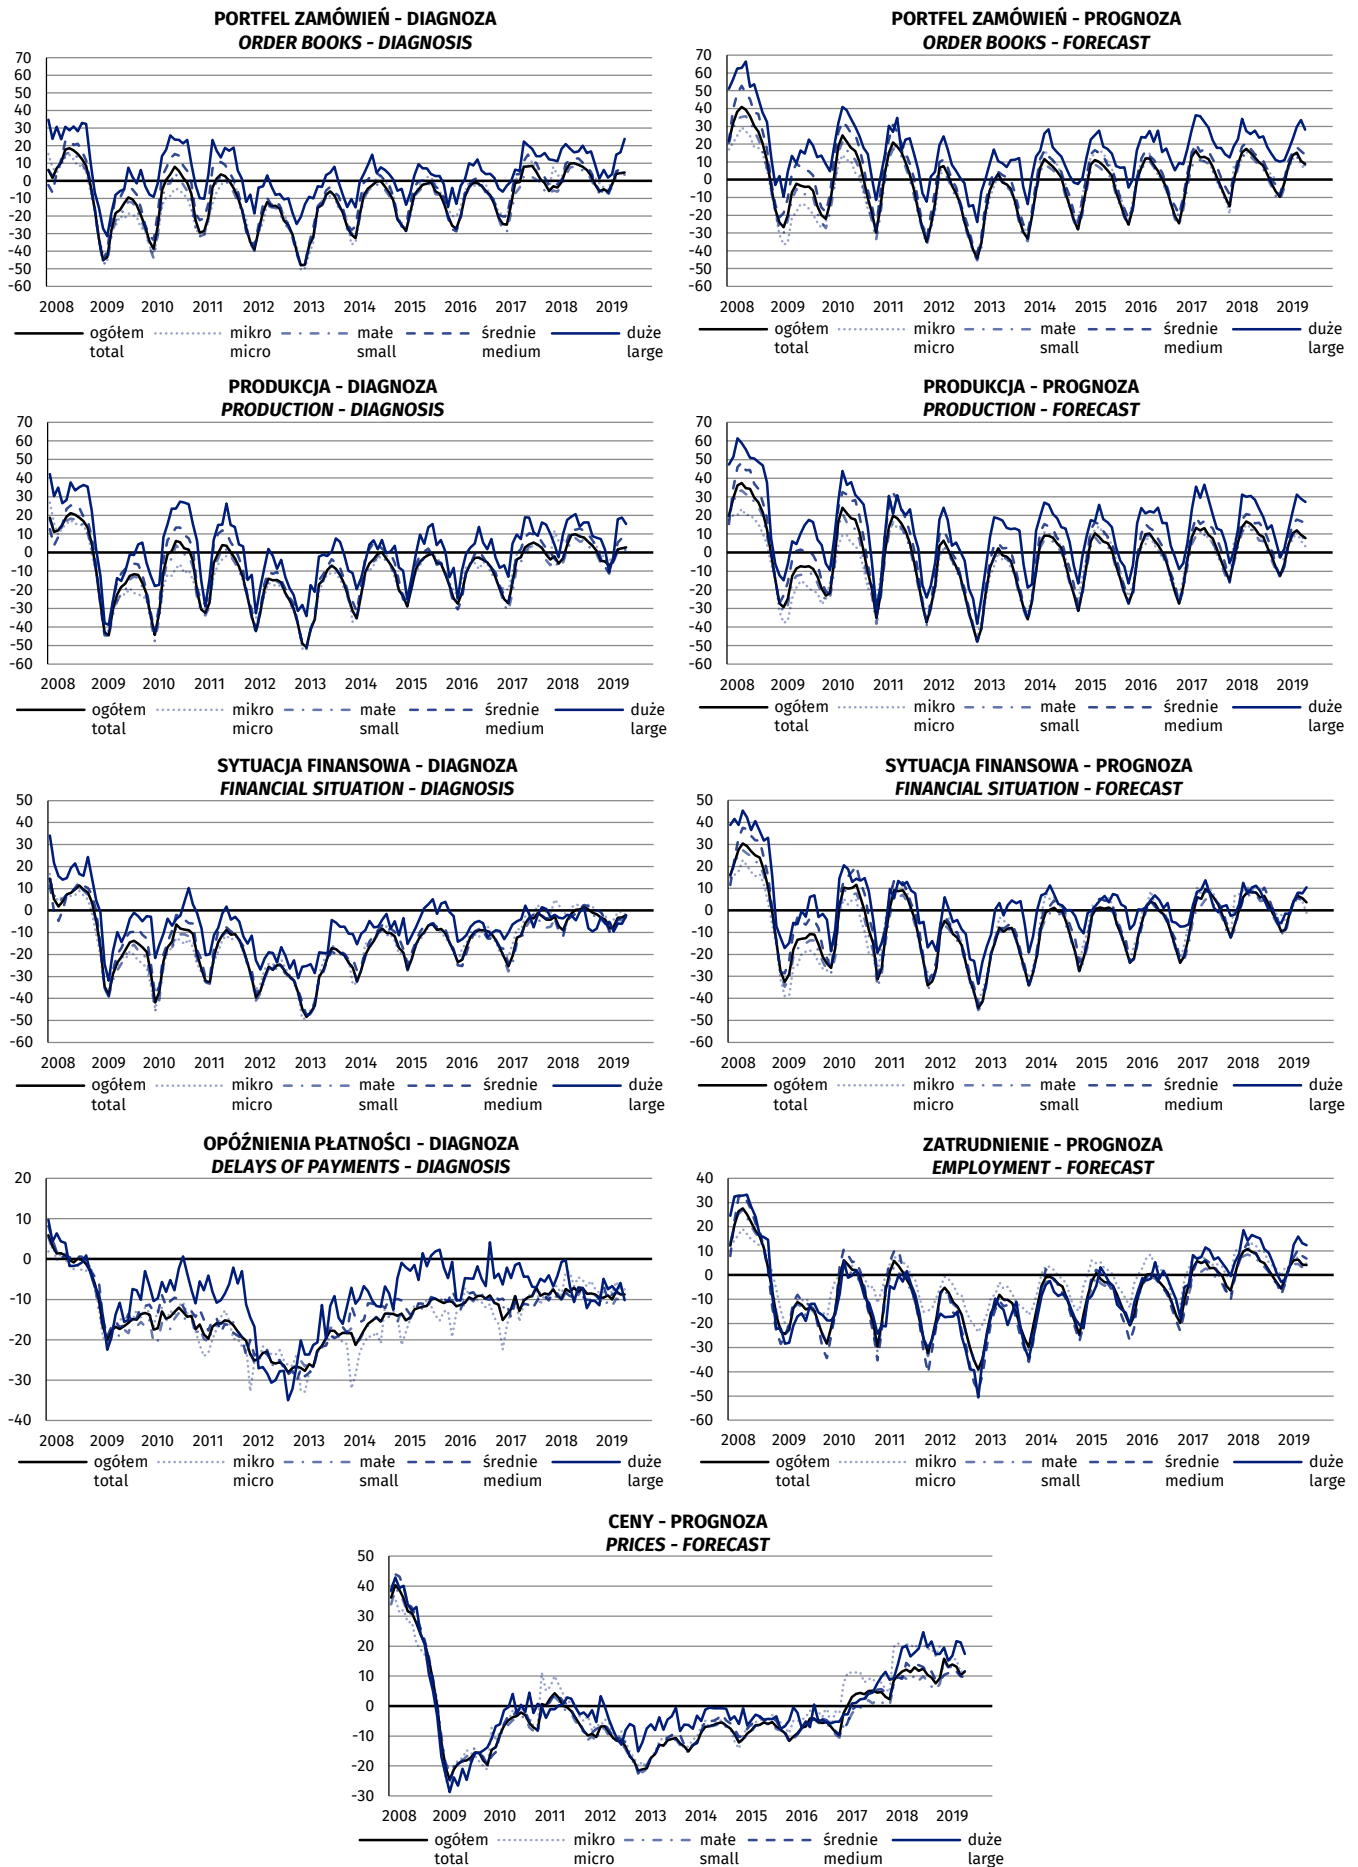 PORTFEL ZAMÓWIEŃ - DIAGNOZA
ORDER BOOKS - DIAGNOSIS
70
60
50
40
30
20
10
0
-10
-20
-30
-40
-50
-60
2008 2009 2010 2011 2012 2013 2014 2015 2016 2017 2018 2019
ogółem mikro małe średnie duże
total micro small medium large
PORTFEL ZAMÓWIEŃ - PROGNOZA
ORDER BOOKS - FORECAST
70
60
50
40
30
20
10
0
-10
-20
-30
-40
-50
-60
2008 2009 2010 2011 2012 2013 2014 2015 2016 2017 2018 2019
ogółem mikro małe średnie duże
total micro small medium large
PRODUKCJA - DIAGNOZA
PRODUCTION - DIAGNOSIS
70
60
50
40
30
20
10
0
-10
-20
-30
-40
-50
-60
2008 2009 2010 2011 2012 2013 2014 2015 2016 2017 2018 2019
ogółem mikro małe średnie duże
total micro small medium large
PRODUKCJA - PROGNOZA
PRODUCTION - FORECAST
70
60
50
40
30
20
10
0
-10
-20
-30
-40
-50
-60
2008 2009 2010 2011 2012 2013 2014 2015 2016 2017 2018 2019
ogółem mikro małe średnie duże
total micro small medium large
SYTUACJA FINANSOWA - DIAGNOZA
FINANCIAL SITUATION - DIAGNOSIS
50
40
30
20
10
0
-10
-20
-30
-40
-50
-60
2008 2009 2010 2011 2012 2013 2014 2015 2016 2017 2018 2019
ogółem mikro małe średnie duże
total micro small medium large
SYTUACJA FINANSOWA - PROGNOZA
FINANCIAL SITUATION - FORECAST
50
40
30
20
10
0
-10
-20
-30
-40
-50
-60
2008 2009 2010 2011 2012 2013 2014 2015 2016 2017 2018 2019
ogółem mikro małe średnie duże
total micro small medium large
OPÓŹNIENIA PŁATNOŚCI - DIAGNOZA
DELAYS OF PAYMENTS - DIAGNOSIS
20
10
0
-10
-20
-30
-40
2008 2009 2010 2011 2012 2013 2014 2015 2016 2017 2018 2019
ogółem mikro małe średnie duże
total micro small medium large
ZATRUDNIENIE - PROGNOZA
EMPLOYMENT - FORECAST
40
30
20
10
0
-10
-20
-30
-40
-50
-60
2008 2009 2010 2011 2012 2013 2014 2015 2016 2017 2018 2019
ogółem mikro małe średnie duże
total micro small medium large
CENY - PROGNOZA
PRICES - FORECAST
50
40
30
20
10
0
-10
-20
-30
2008 2009 2010 2011 2012 2013 2014 2015 2016 2017 2018 2019
ogółem mikro małe średnie duże
total micro small medium large